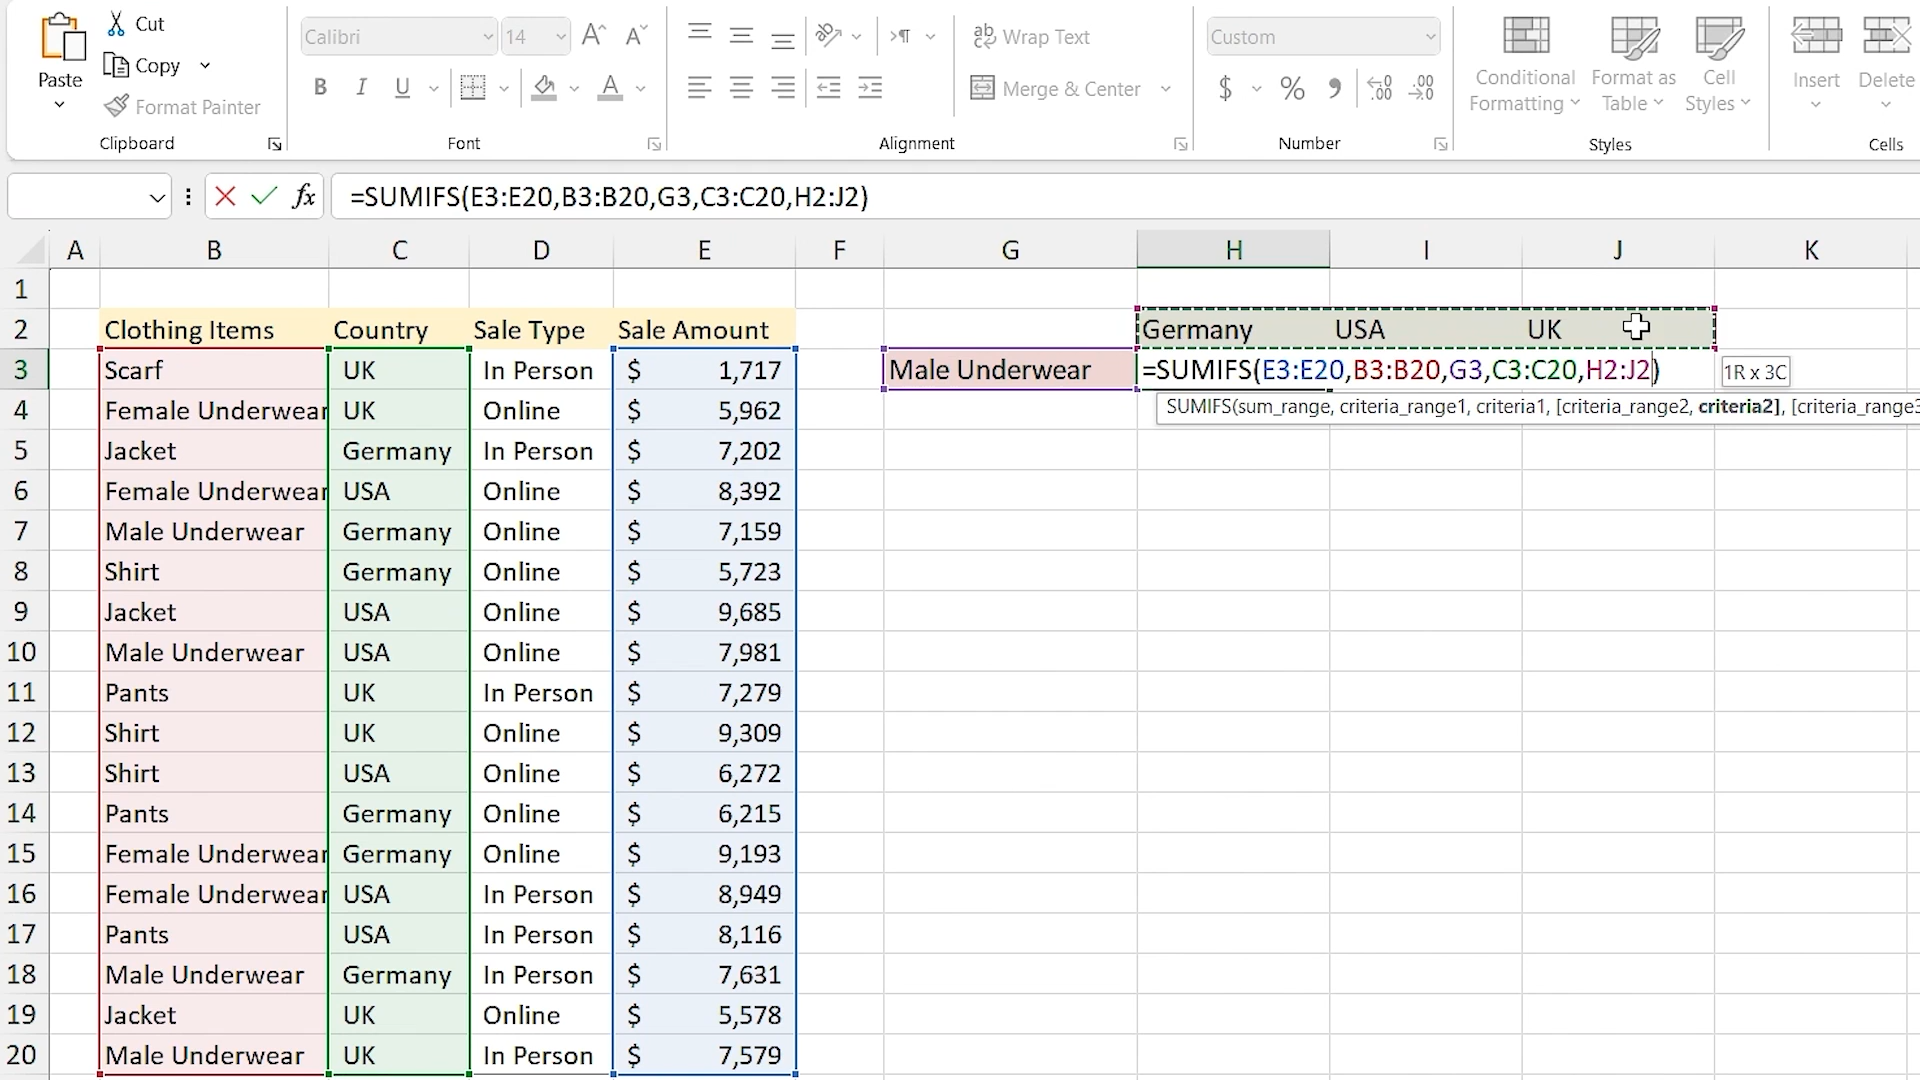 Cut
Paste
Copy
Format Painter
Clipboard
Calibri 14
B I U
Font
Wrap Text
Merge & Center
Alignment
Custom
$ % 9 .00 .00
Number
Conditional Formatting
Format as Table
Cell Styles
Styles
Insert
Delete
Cells
fx =SUMIFS(E3:E20,B3:B20,G3,C3:C20,H2:J2)
A B C D E F G H I J K
1
2 Clothing Items Country Sale Type Sale Amount Germany USA UK
3 Scarf UK In Person $ 1,717 Male Underwear =SUMIFS(E3:E20,B3:B20,G3,C3:C20,H2:J2) 1R x 3C
SUMIFS(sum_range, criteria_range1, criteria1, [criteria_range2, criteria2], [criteria_range3
4 Female Underwear UK Online $ 5,962
5 Jacket Germany In Person $ 7,202
6 Female Underwear USA Online $ 8,392
7 Male Underwear Germany Online $ 7,159
8 Shirt Germany Online $ 5,723
9 Jacket USA Online $ 9,685
10 Male Underwear USA Online $ 7,981
11 Pants UK In Person $ 7,279
12 Shirt UK Online $ 9,309
13 Shirt USA Online $ 6,272
14 Pants Germany Online $ 6,215
15 Female Underwear Germany Online $ 9,193
16 Female Underwear USA In Person $ 8,949
17 Pants USA In Person $ 8,116
18 Male Underwear Germany In Person $ 7,631
19 Jacket UK Online $ 5,578
20 Male Underwear UK In Person $ 7,579